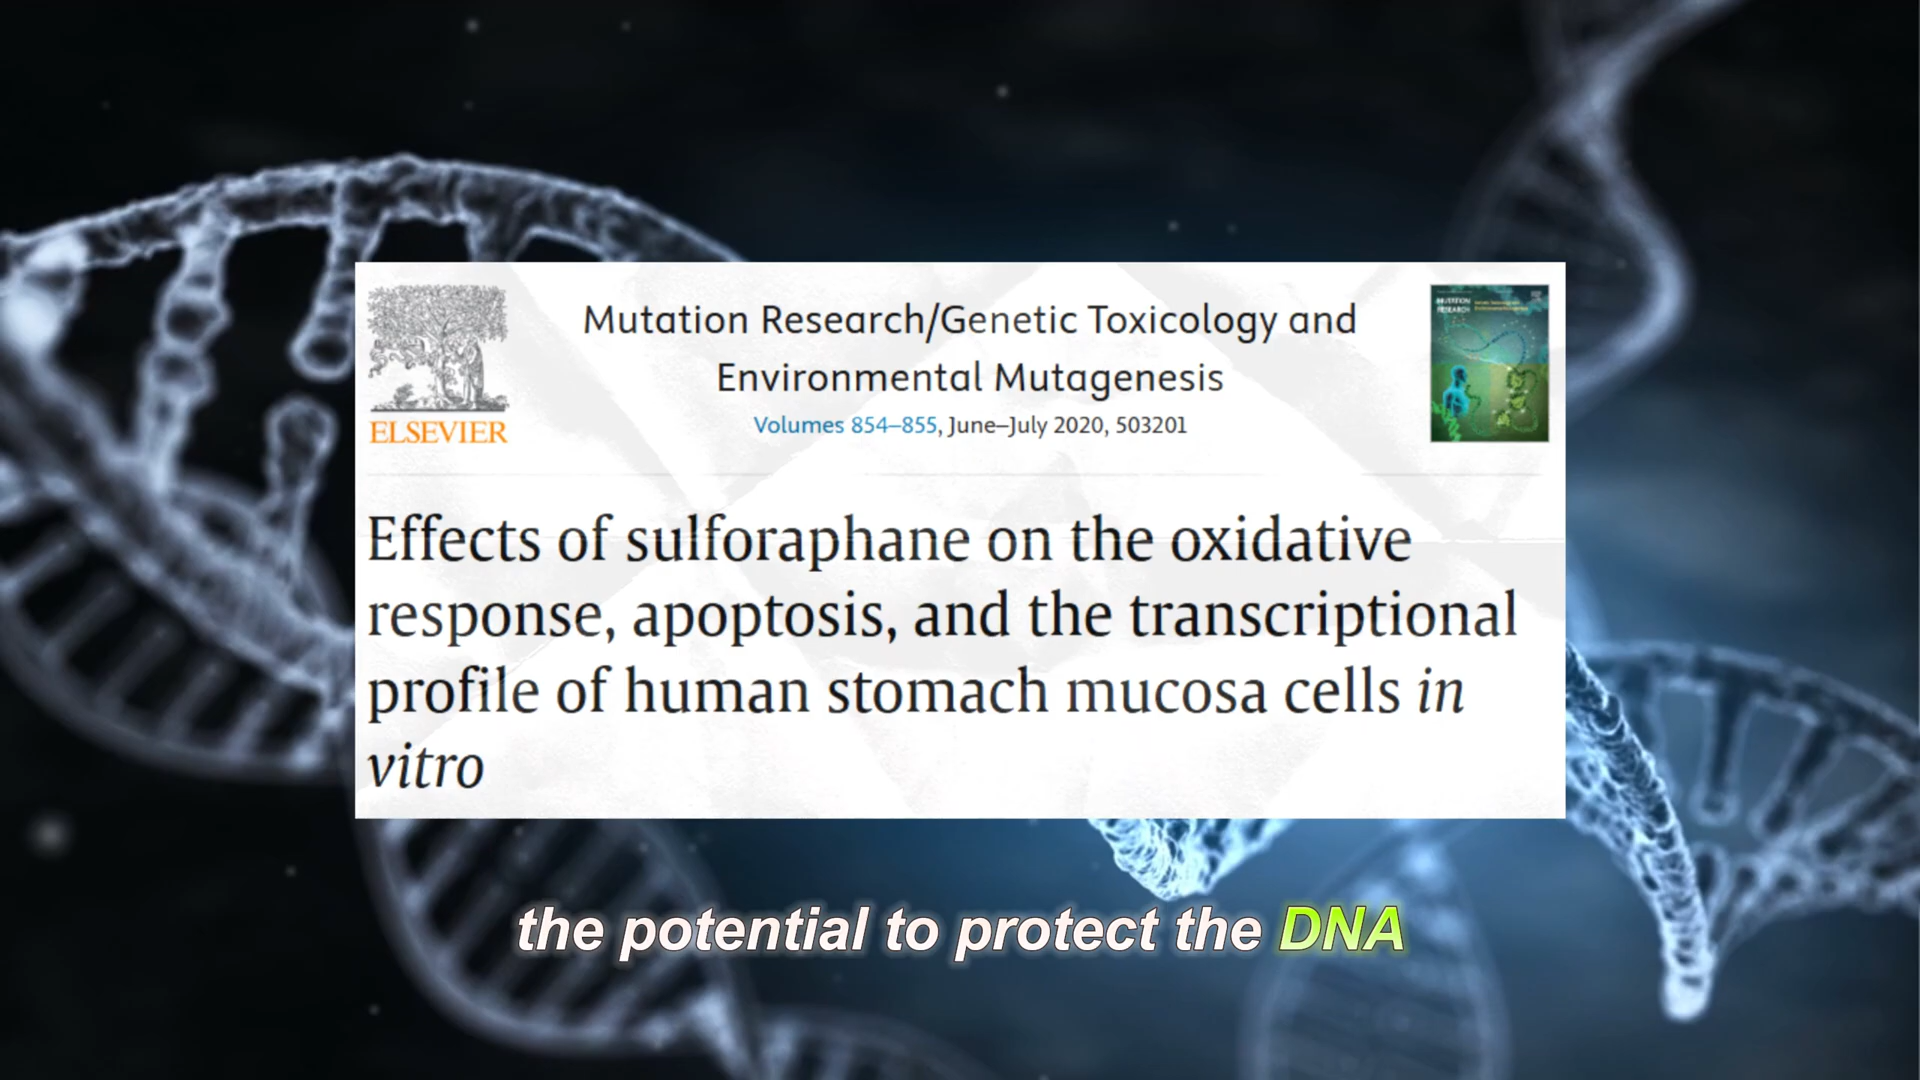 Mutation Research/Genetic Toxicology and
Environmental Mutagenesis
Volumes 854–855, June–July 2020, 503201
ELSEVIER
MUTATION
RESEARCH
Effects of sulforaphane on the oxidative
response, apoptosis, and the transcriptional
profile of human stomach mucosa cells in
vitro
the potential to protect the DNA